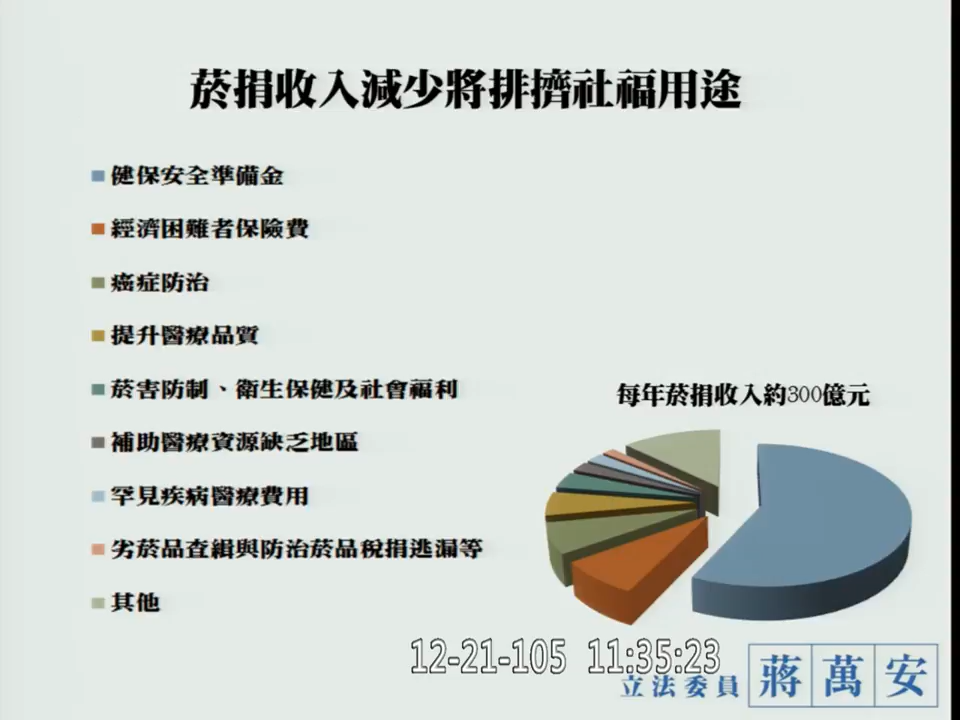 菸捐收入減少將排擠社福用途
健保安全準備金
經濟困難者保險費
癌症防治
提升醫療品質
菸害防制、衛生保健及社會福利
補助醫療資源缺乏地區
罕見疾病醫療費用
劣菸品查緝與防治菸品稅捐逃漏等
其他
每年菸捐收入約300億元
12-21-105 11:35:23
立法委員 蔣萬安